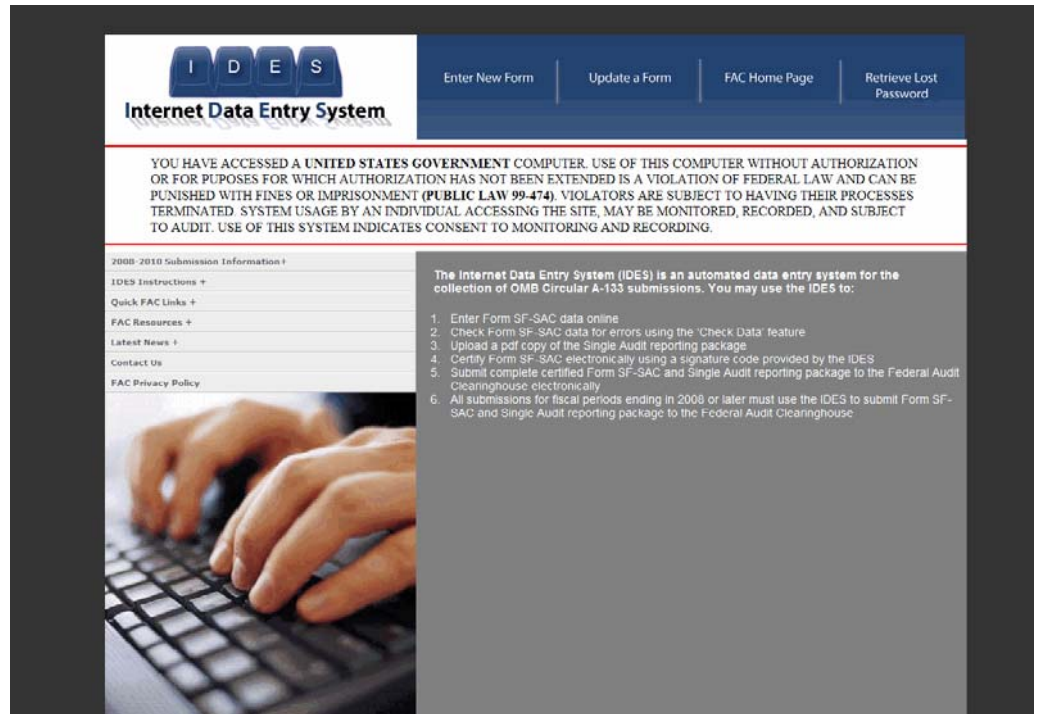 I D E S
Internet Data Entry System
Enter New Form
Update a Form
FAC Home Page
Retrieve Lost
Password
YOU HAVE ACCESSED A UNITED STATES GOVERNMENT COMPUTER. USE OF THIS COMPUTER WITHOUT AUTHORIZATION
OR FOR PUPOSES FOR WHICH AUTHORIZATION HAS NOT BEEN EXTENDED IS A VIOLATION OF FEDERAL LAW AND CAN BE
PUNISHED WITH FINES OR IMPRISONMENT (PUBLIC LAW 99-474). VIOLATORS ARE SUBJECT TO HAVING THEIR PROCESSES
TERMINATED. SYSTEM USAGE BY AN INDIVIDUAL ACCESSING THE SITE, MAY BE MONITORED, RECORDED, AND SUBJECT
TO AUDIT. USE OF THIS SYSTEM INDICATES CONSENT TO MONITORING AND RECORDING.
2008-2010 Submission Information+
IDES Instructions +
Quick FAC Links +
FAC Resources +
Latest News +
Contact Us
FAC Privacy Policy
The Internet Data Entry System (IDES) is an automated data entry system for the
collection of OMB Circular A-133 submissions. You may use the IDES to:
1. Enter Form SF-SAC data online
2. Check Form SF-SAC data for errors using the 'Check Data' feature
3. Upload a pdf copy of the Single Audit reporting package
4. Certify Form SF-SAC electronically using a signature code provided by the IDES
5. Submit complete certified Form SF-SAC and Single Audit reporting package to the Federal Audit
Clearinghouse electronically
6. All submissions for fiscal periods ending in 2008 or later must use the IDES to submit Form SF-
SAC and Single Audit reporting package to the Federal Audit Clearinghouse